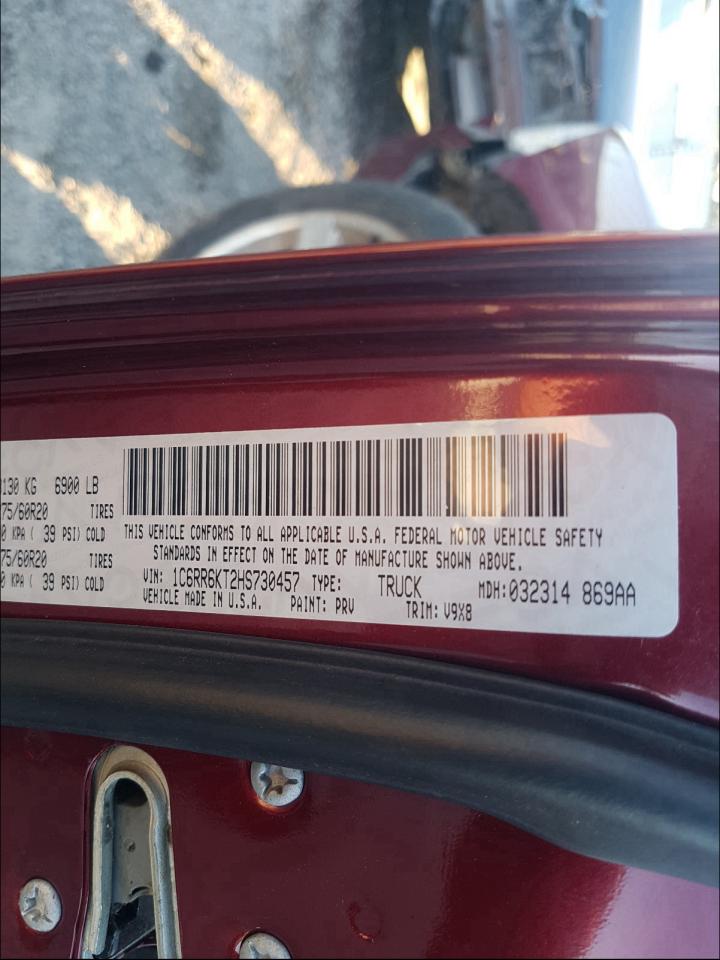 130 KG 6900 LB
75/60R20 TIRES
0 KPA ( 39 PSI) COLD
75/60R20 TIRES
0 KPA ( 39 PSI) COLD
THIS VEHICLE CONFORMS TO ALL APPLICABLE U.S.A. FEDERAL MOTOR VEHICLE SAFETY
STANDARDS IN EFFECT ON THE DATE OF MANUFACTURE SHOWN ABOVE.
VIN: 1C6RR6KT2HS730457 TYPE: TRUCK MDH:032314 869AA
VEHICLE MADE IN U.S.A. PAINT: PRV TRIM: V9X8